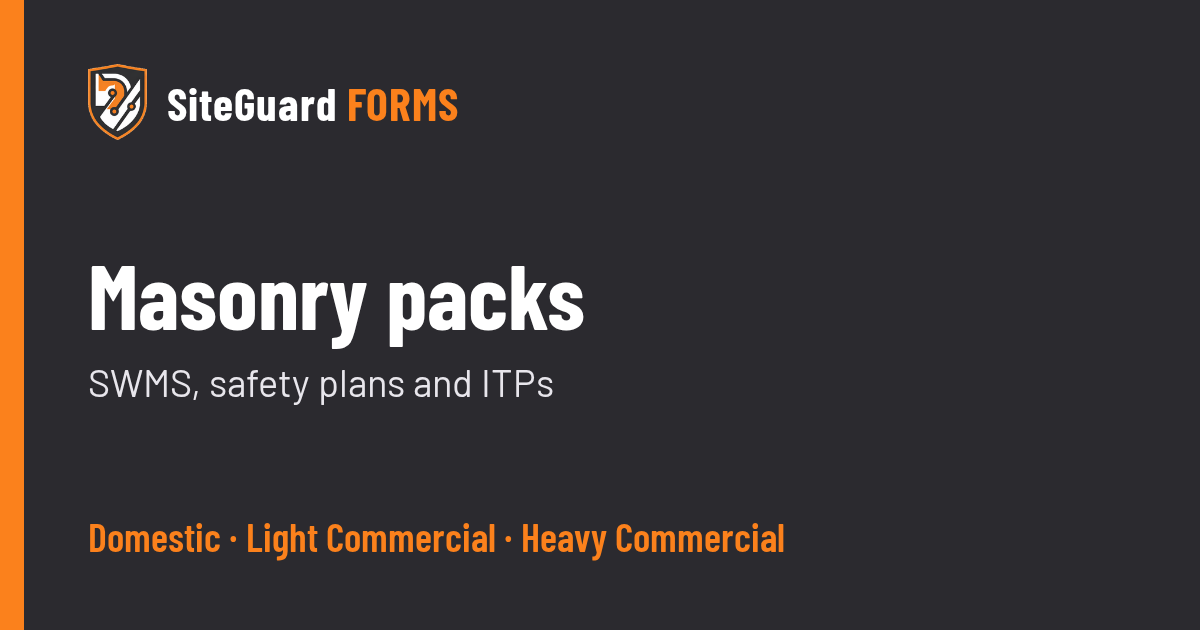 SiteGuard FORMS
Masonry packs
SWMS, safety plans and ITPs
Domestic · Light Commercial · Heavy Commercial